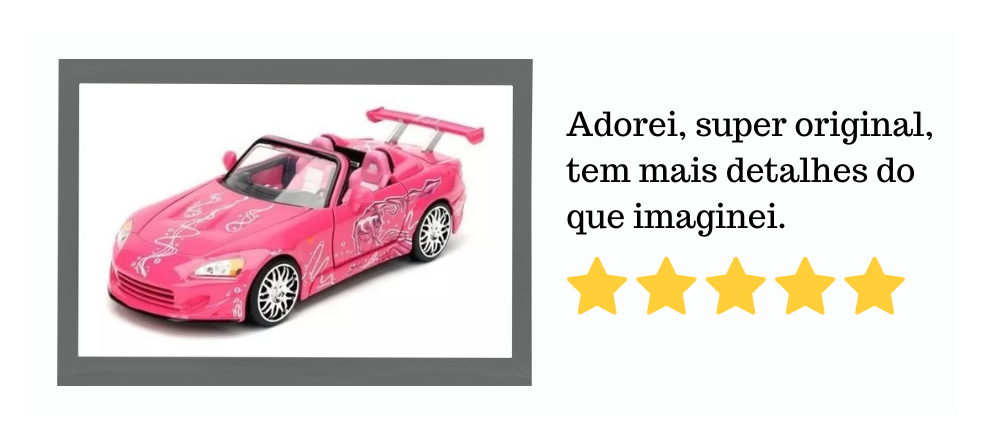 Adorei, super original,
tem mais detalhes do
que imaginei.